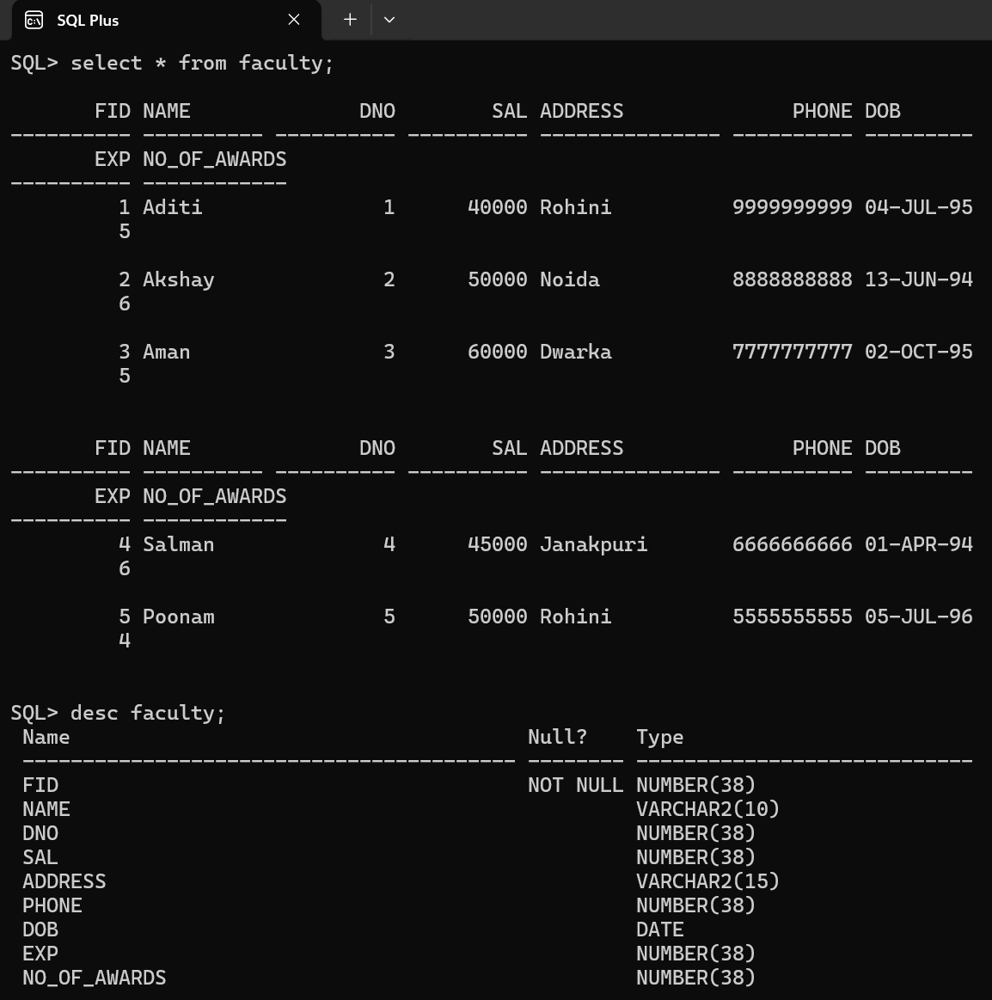 SQL Plus
SQL> select * from faculty;
FID NAME DNO SAL ADDRESS PHONE DOB
---------- ---------- ---------- ---------- --------------- ---------- ---------
EXP NO_OF_AWARDS
---------- ------------
1 Aditi 1 40000 Rohini 9999999999 04-JUL-95
5
2 Akshay 2 50000 Noida 8888888888 13-JUN-94
6
3 Aman 3 60000 Dwarka 7777777777 02-OCT-95
5
FID NAME DNO SAL ADDRESS PHONE DOB
---------- ---------- ---------- ---------- --------------- ---------- ---------
EXP NO_OF_AWARDS
---------- ------------
4 Salman 4 45000 Janakpuri 6666666666 01-APR-94
6
5 Poonam 5 50000 Rohini 5555555555 05-JUL-96
4
SQL> desc faculty;
Name Null? Type
----------------------------------------- -------- ----------------------------
FID NOT NULL NUMBER(38)
NAME VARCHAR2(10)
DNO NUMBER(38)
SAL NUMBER(38)
ADDRESS VARCHAR2(15)
PHONE NUMBER(38)
DOB DATE
EXP NUMBER(38)
NO_OF_AWARDS NUMBER(38)